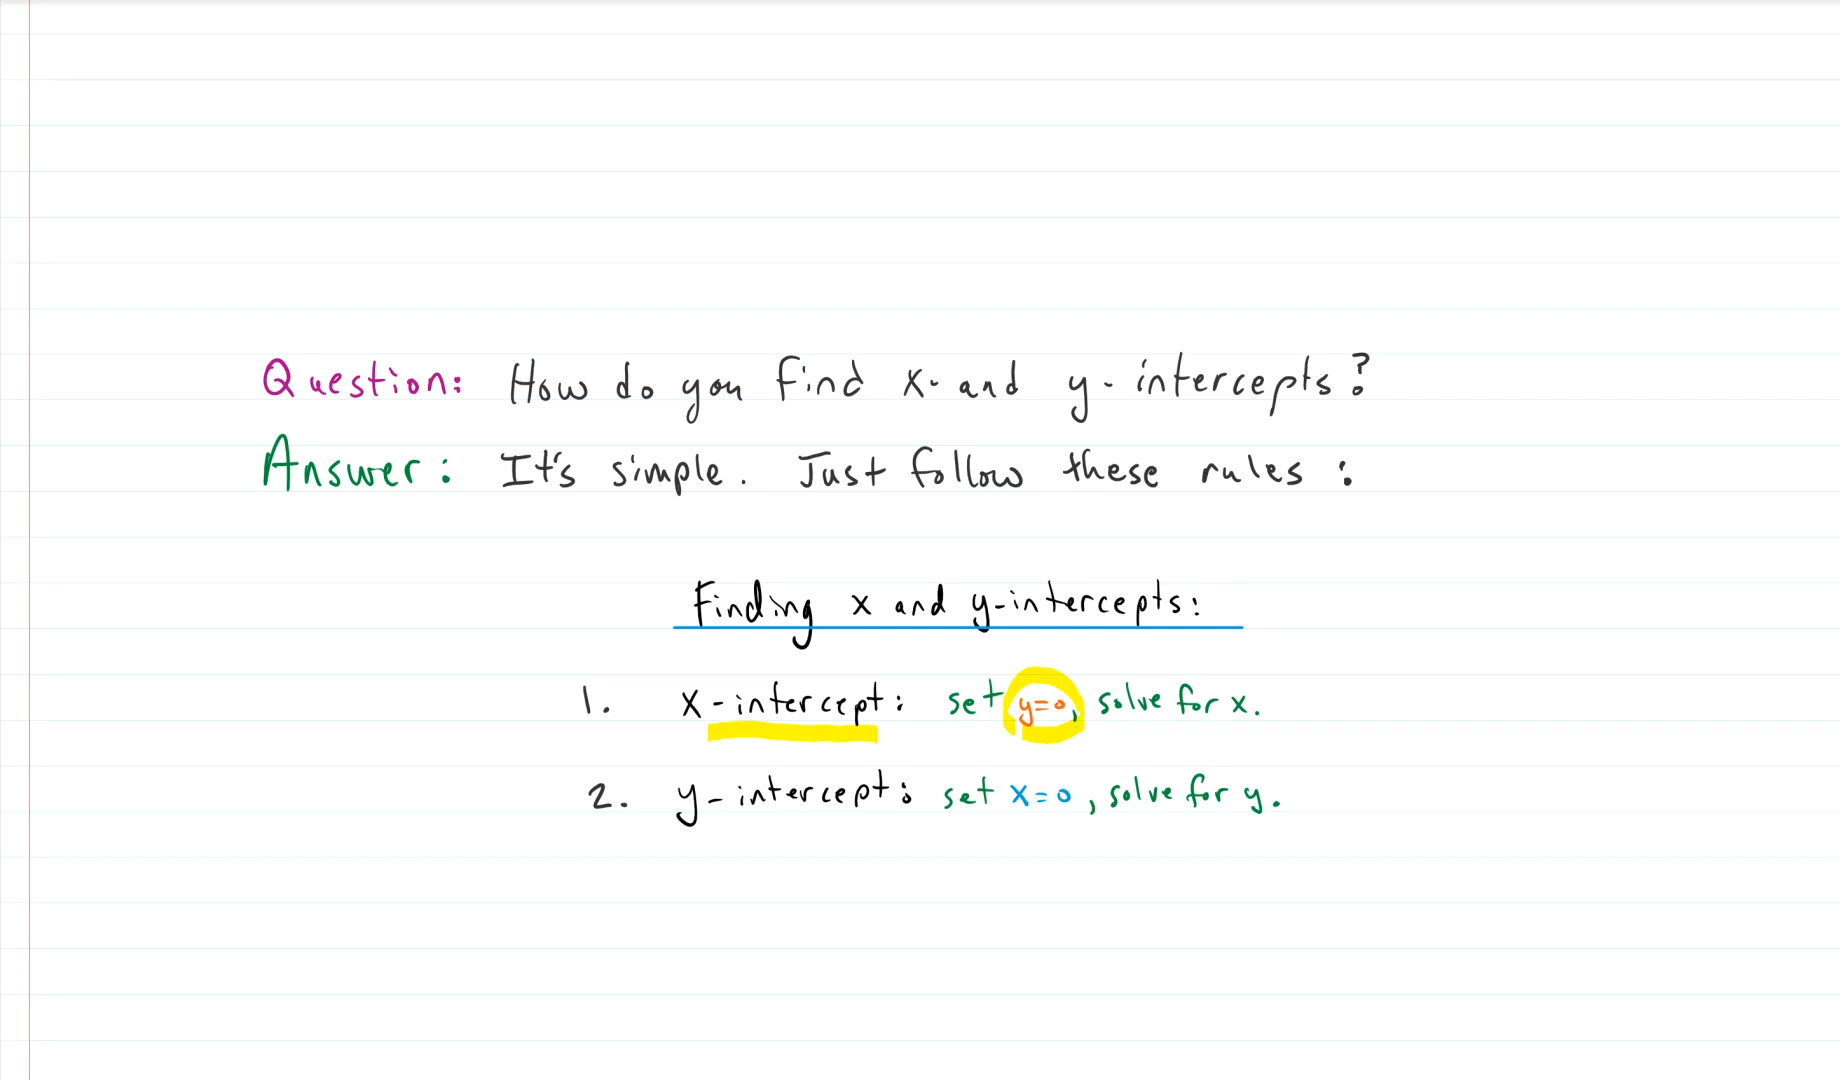 Question: How do you find x- and y-intercepts?
Answer: It's simple. Just follow these rules:
Finding x and y-intercepts:
1. x-intercept: set y=0, solve for x.
2. y-intercept: set x=0, solve for y.